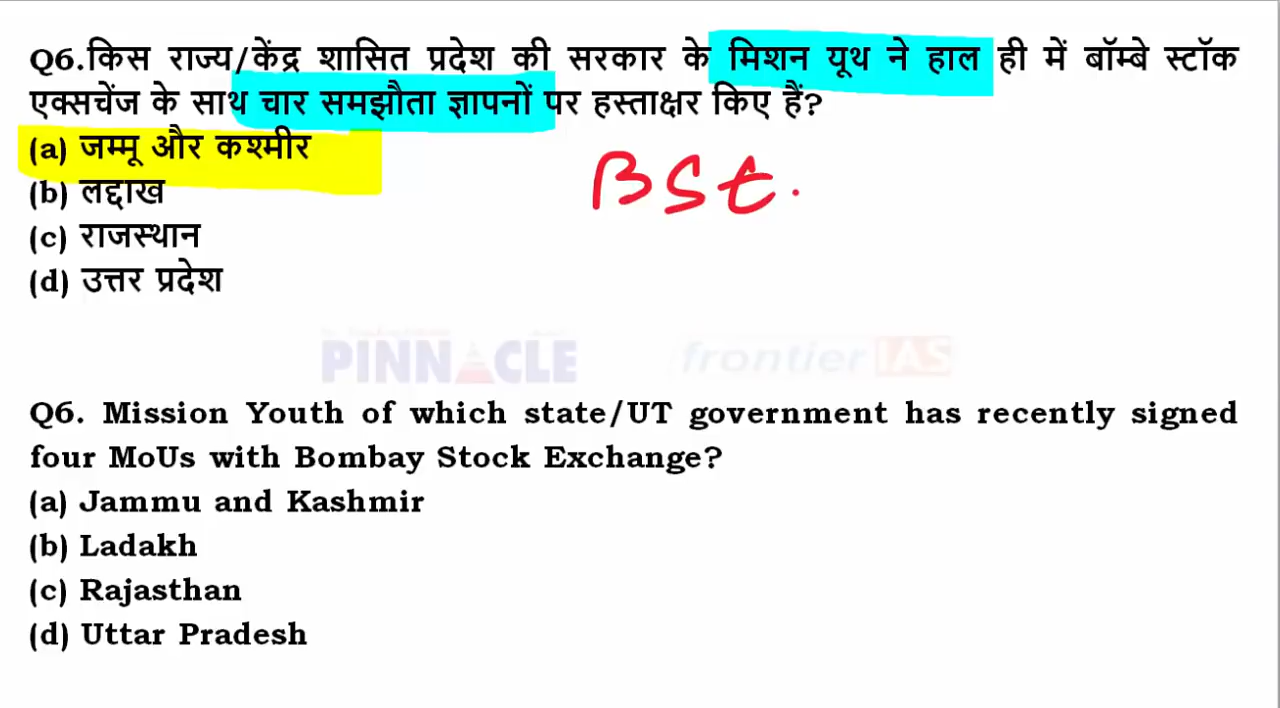 Q6.किस राज्य/केंद्र शासित प्रदेश की सरकार के मिशन यूथ ने हाल ही में बॉम्बे स्टॉक
एक्सचेंज के साथ चार समझौता ज्ञापनों पर हस्ताक्षर किए हैं?
(a) जम्मू और कश्मीर
BSE.
(b) लद्दाख
(c) राजस्थान
(d) उत्तर प्रदेश
PINNACLE frontier IAS
Q6. Mission Youth of which state/UT government has recently signed
four MoUs with Bombay Stock Exchange?
(a) Jammu and Kashmir
(b) Ladakh
(c) Rajasthan
(d) Uttar Pradesh